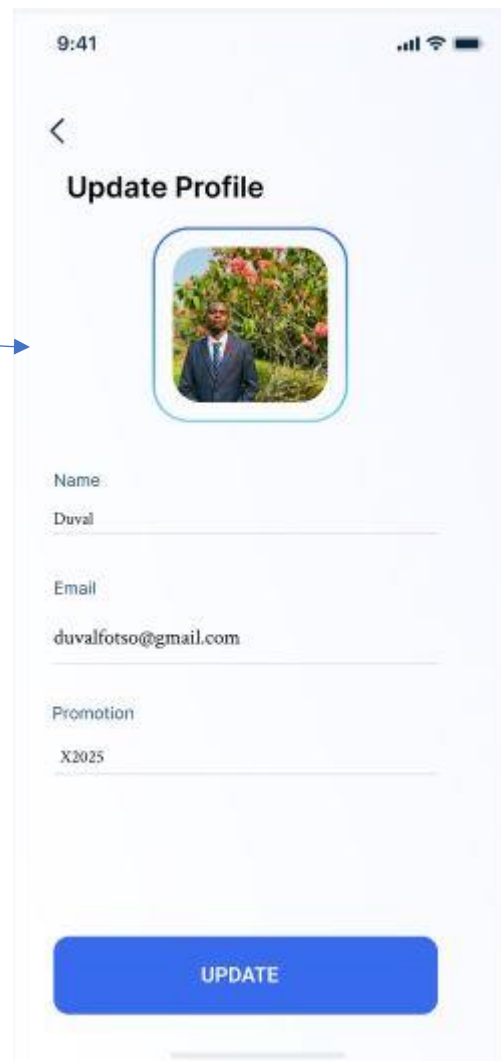 9:41
Update Profile
Name
Duval
Email
duvalfotso@gmail.com
Promotion
X2025
UPDATE